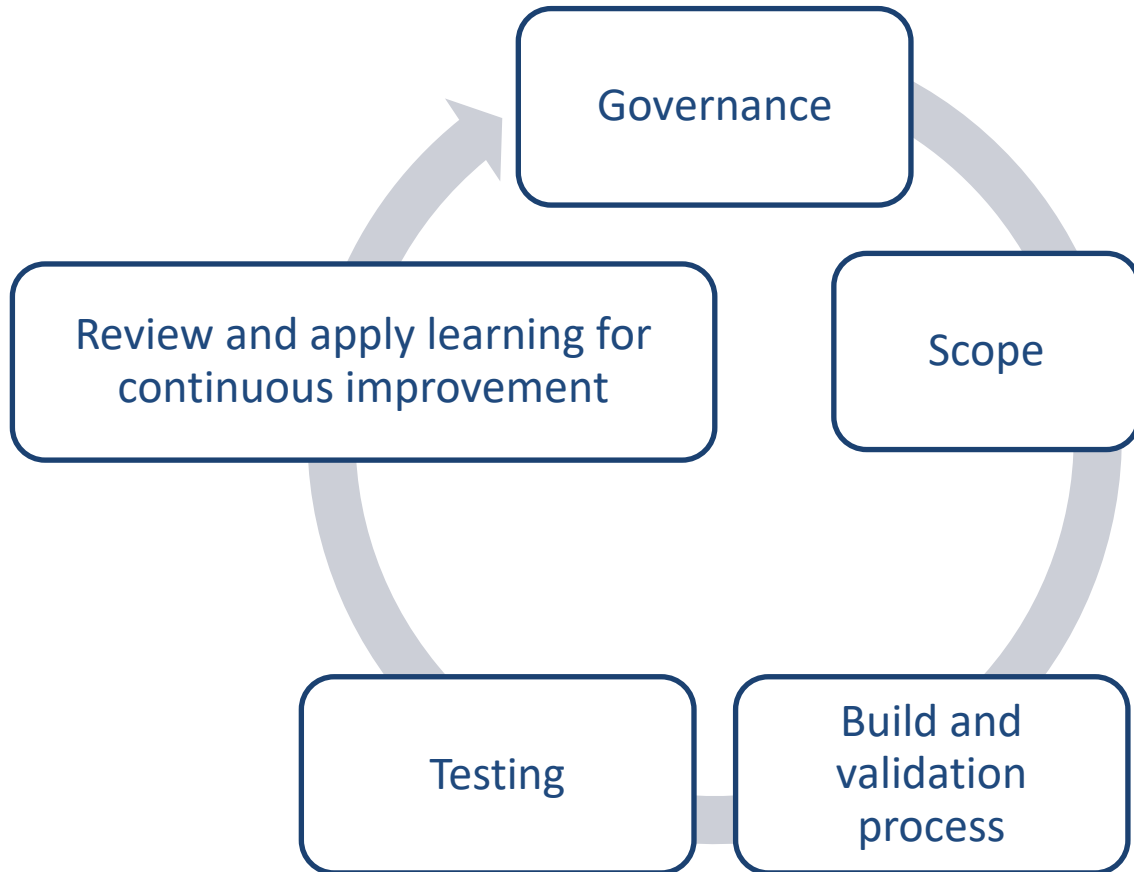 Governance
Scope
Build and
validation
process
Testing
Review and apply learning for
continuous improvement